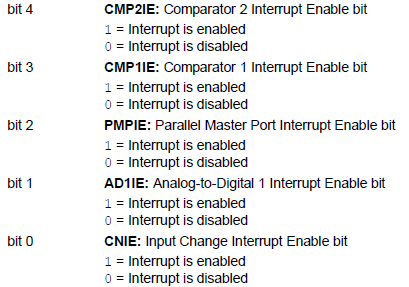 bit 4 CMP2IE: Comparator 2 Interrupt Enable bit
1 = Interrupt is enabled
0 = Interrupt is disabled
bit 3 CMP1IE: Comparator 1 Interrupt Enable bit
1 = Interrupt is enabled
0 = Interrupt is disabled
bit 2 PMPIE: Parallel Master Port Interrupt Enable bit
1 = Interrupt is enabled
0 = Interrupt is disabled
bit 1 AD1IE: Analog-to-Digital 1 Interrupt Enable bit
1 = Interrupt is enabled
0 = Interrupt is disabled
bit 0 CNIE: Input Change Interrupt Enable bit
1 = Interrupt is enabled
0 = Interrupt is disabled